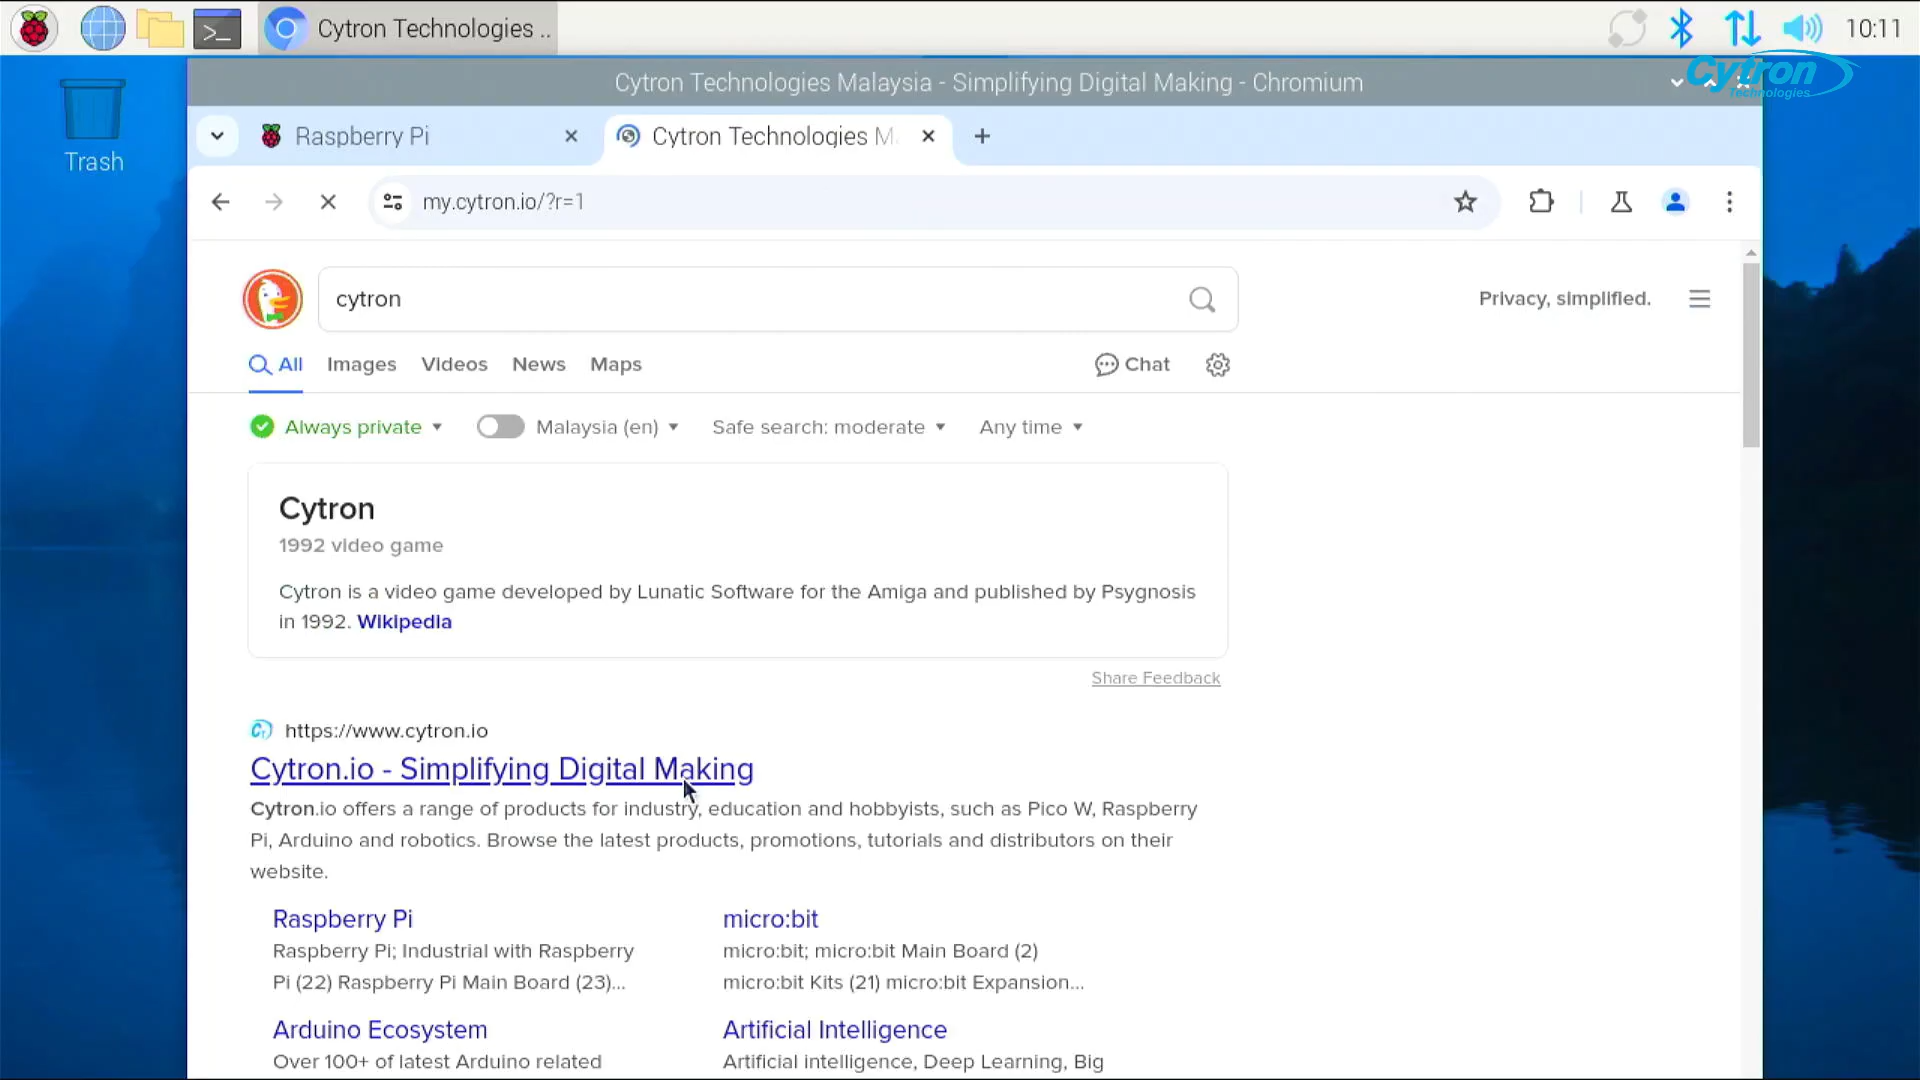 Cytron Technologies .. 10:11
Cytron Technologies Malaysia - Simplifying Digital Making - Chromium
Cytron
Technologies
Trash
Raspberry Pi
Cytron Technologies M
my.cytron.io/?r=1
cytron
Privacy, simplified.
All Images Videos News Maps Chat
Always private Malaysia (en) Safe search: moderate Any time
Cytron
1992 video game
Cytron is a video game developed by Lunatic Software for the Amiga and published by Psygnosis
in 1992. Wikipedia
Share Feedback
https://www.cytron.io
Cytron.io - Simplifying Digital Making
Cytron.io offers a range of products for industry, education and hobbyists, such as Pico W, Raspberry
Pi, Arduino and robotics. Browse the latest products, promotions, tutorials and distributors on their
website.
Raspberry Pi
Raspberry Pi; Industrial with Raspberry
Pi (22) Raspberry Pi Main Board (23)...
micro:bit
micro:bit; micro:bit Main Board (2)
micro:bit Kits (21) micro:bit Expansion...
Arduino Ecosystem
Over 100+ of latest Arduino related
Artificial Intelligence
Artificial intelligence, Deep Learning, Big